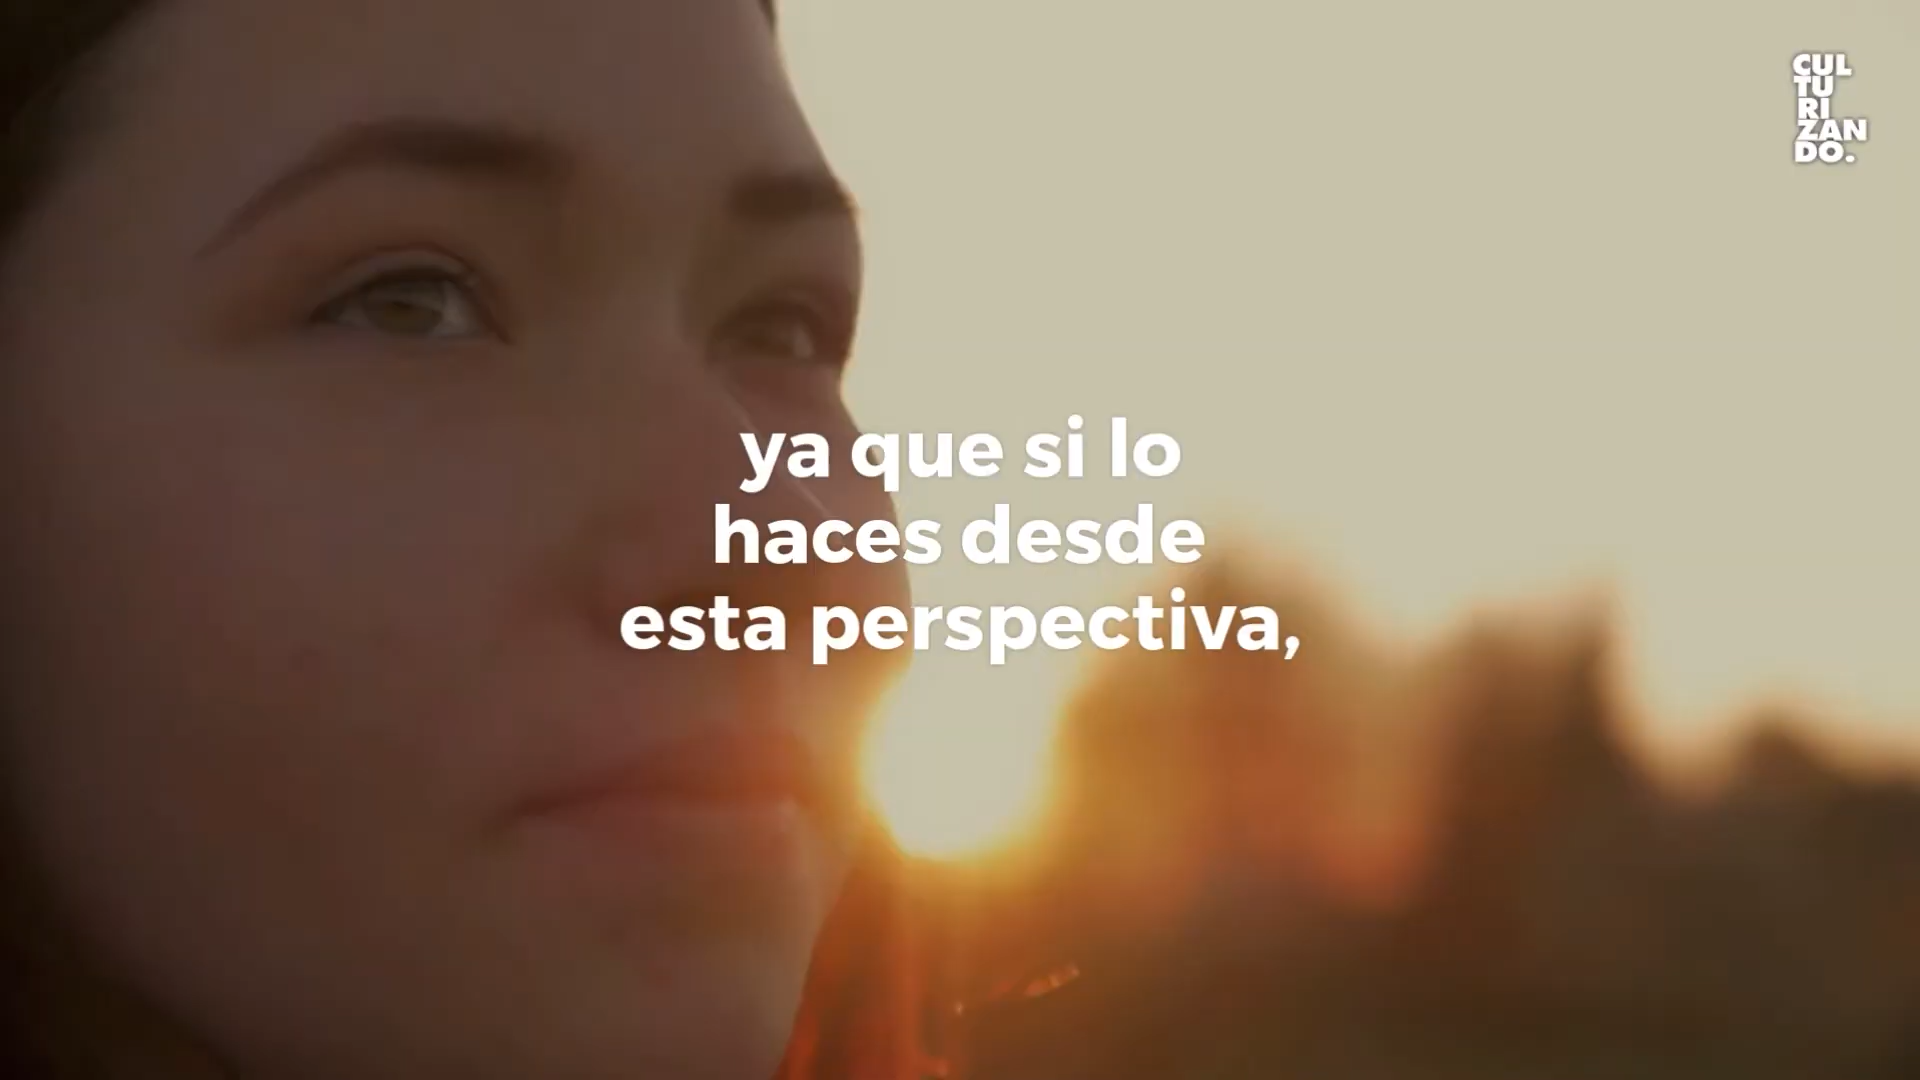 CUL
TU
RI
ZAN
DO.
ya que si lo
haces desde
esta perspectiva,